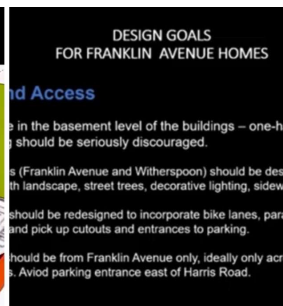 DESIGN GOALS
FOR FRANKLIN AVENUE HOMES
nd Access
e in the basement level of the buildings – one-h
g should be seriously discouraged.
s (Franklin Avenue and Witherspoon) should be des
th landscape, street trees, decorative lighting, sidew
should be redesigned to incorporate bike lanes, para
and pick up cutouts and entrances to parking.
hould be from Franklin Avenue only, ideally only acr
s. Aviod parking entrance east of Harris Road.